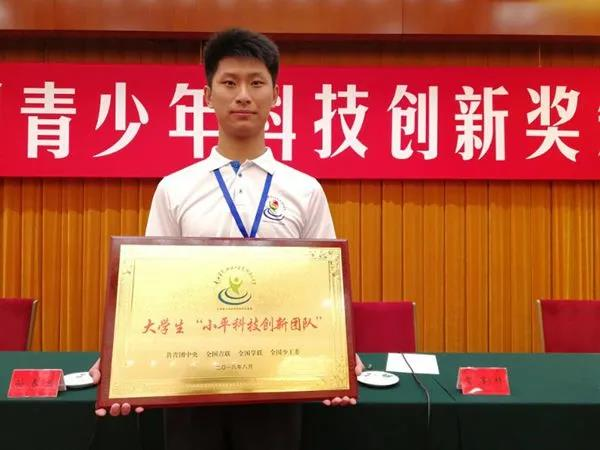 青少年科技创新奖
大学生“小平科技创新团队”
共青团中央 全国青联 全国学联 全国少工委
二〇一八年八月